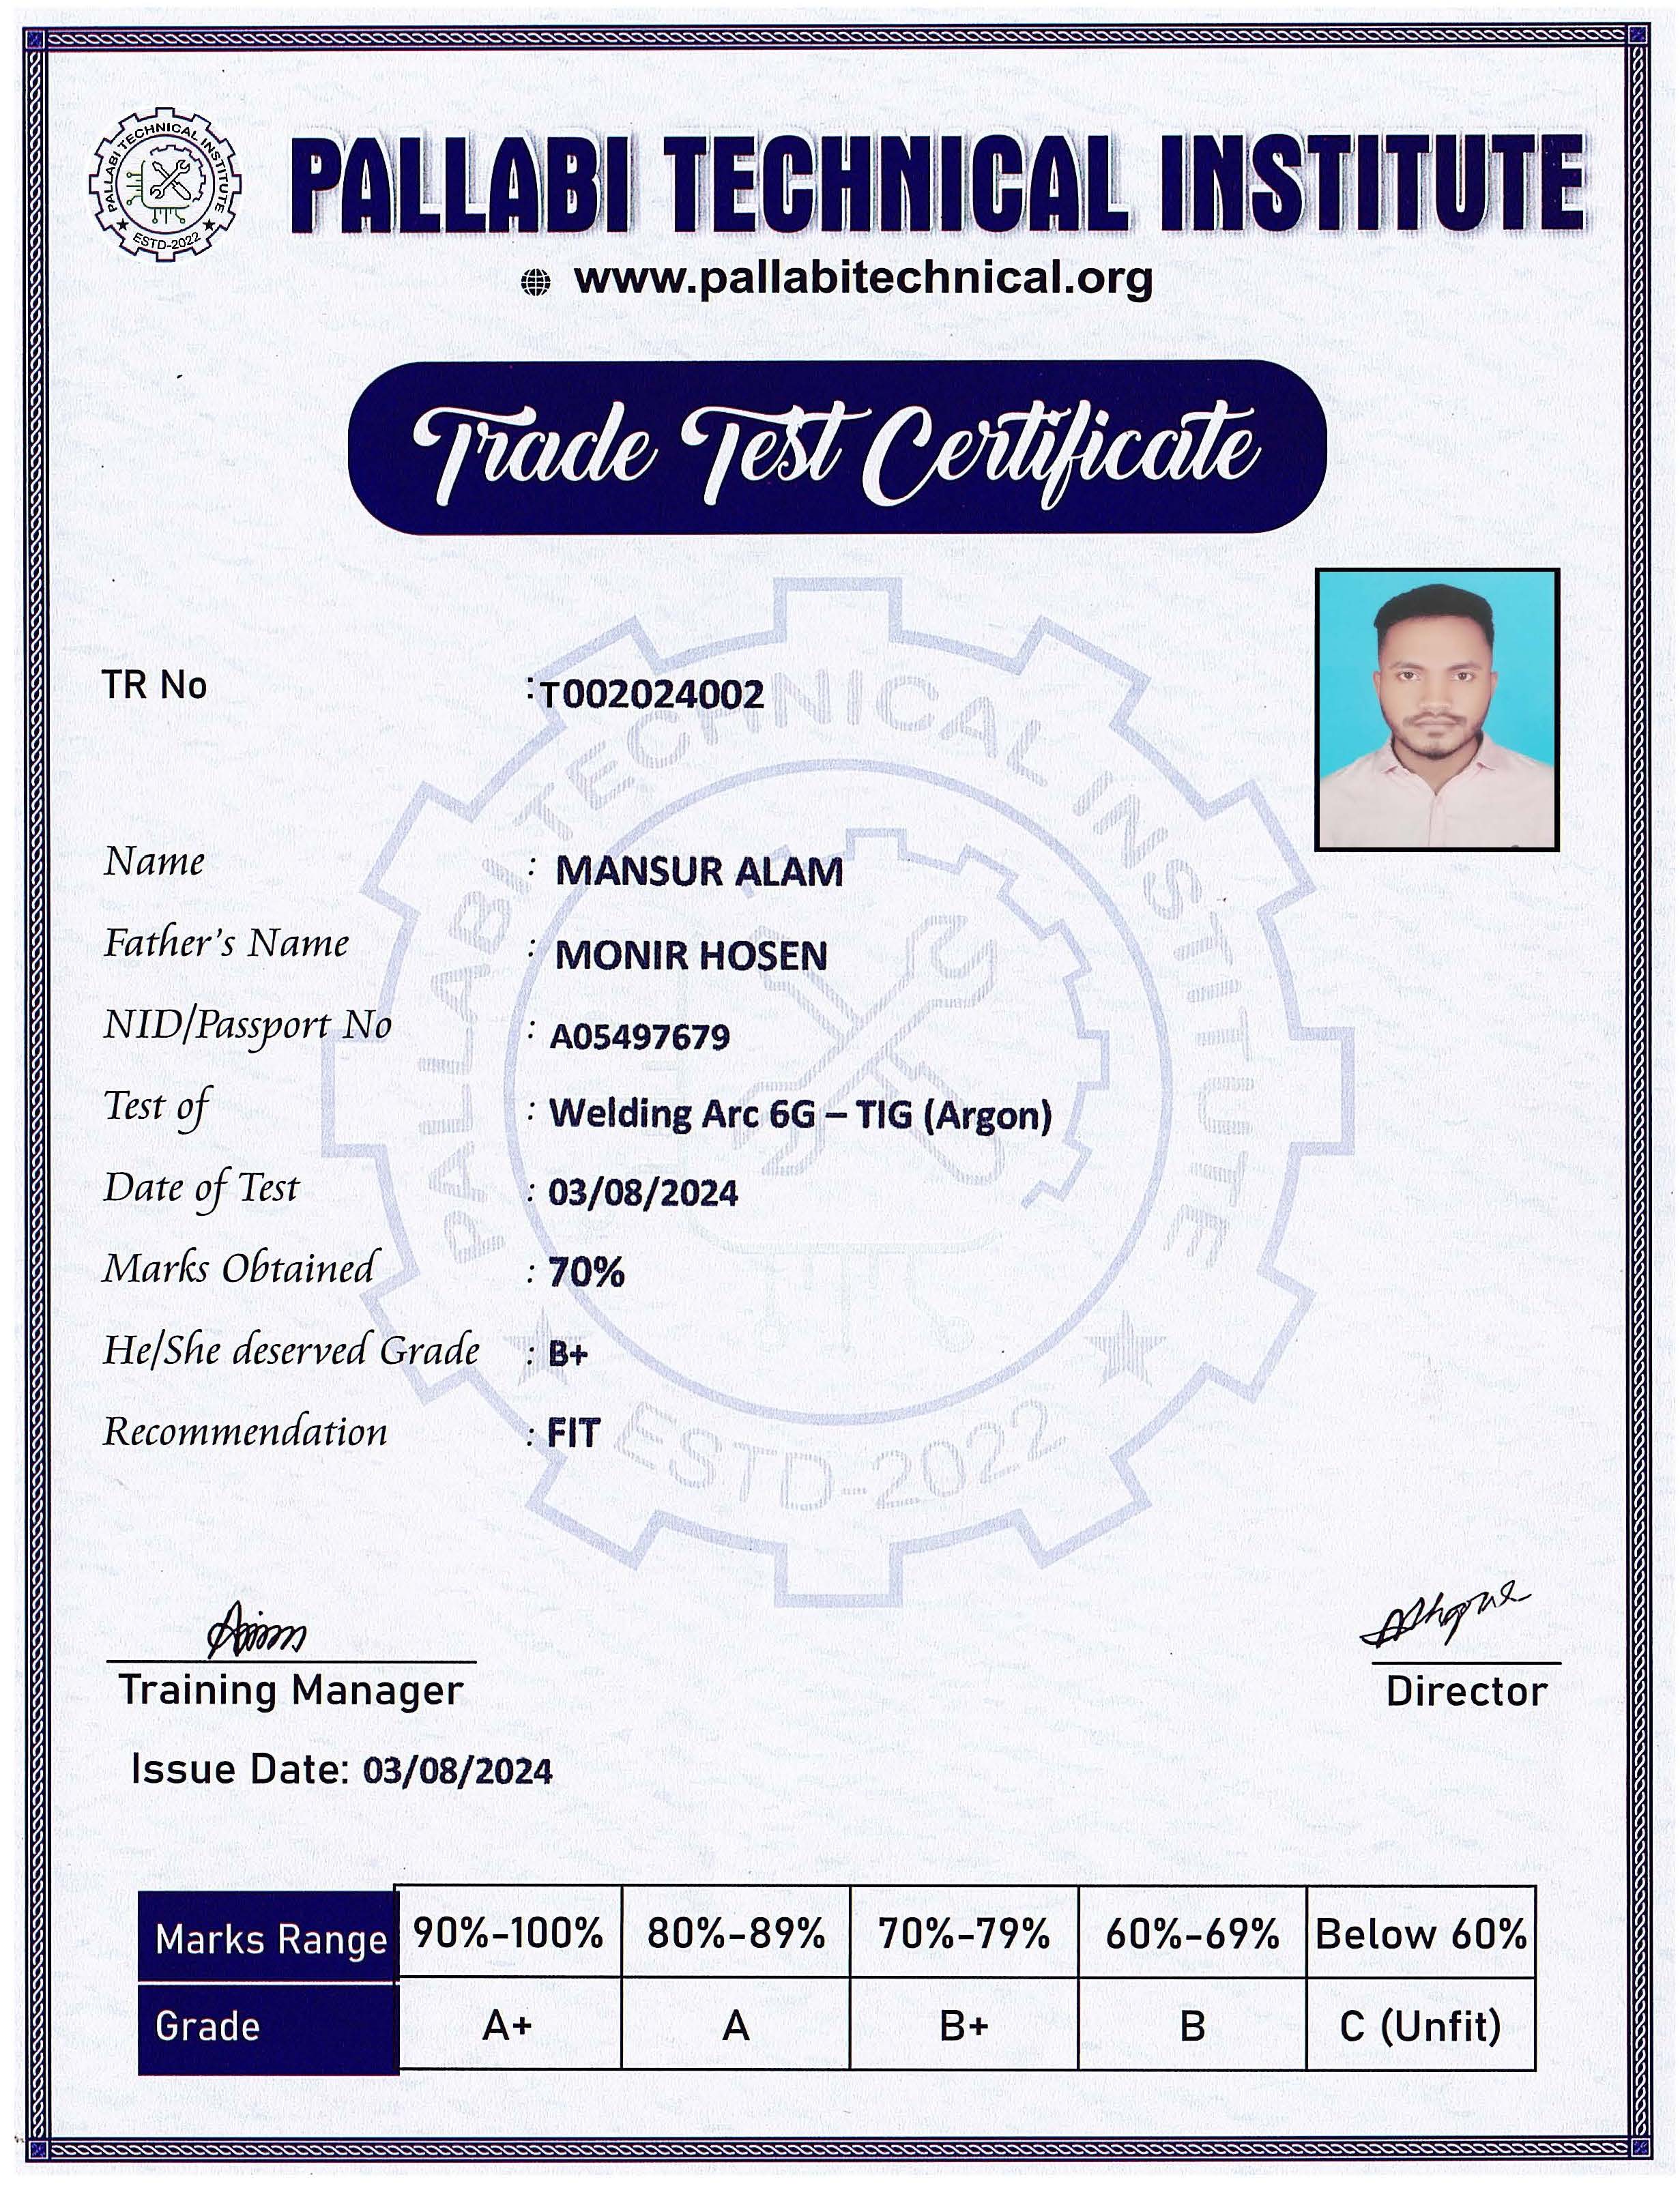 PALLABI TECHNICAL INSTITUTE
ESTD-2022
PALLABI TECHNICAL INSTITUTE
www.pallabitechnical.org
Trade Test Certificate
TR No : T002024002
Name : MANSUR ALAM
Father's Name : MONIR HOSEN
NID/Passport No : A05497679
Test of : Welding Arc 6G – TIG (Argon)
Date of Test : 03/08/2024
Marks Obtained : 70%
He/She deserved Grade : B+
Recommendation : FIT
PALLABI TECHNICAL INSTITUTE
ESTD-2022
Training Manager Director
Issue Date: 03/08/2024
Marks Range 90%-100% 80%-89% 70%-79% 60%-69% Below 60%
Grade A+ A B+ B C (Unfit)